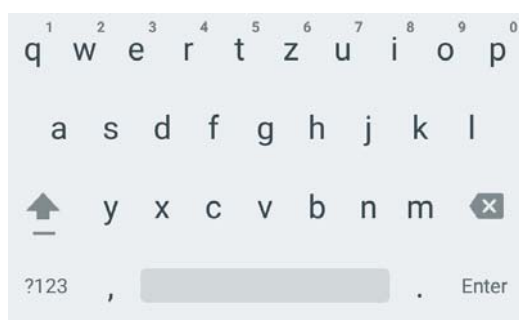 1 2 3 4 5 6 7 8 9 0
q w e r t z u i o p
a s d f g h j k l
y x c v b n m
?123 , . Enter